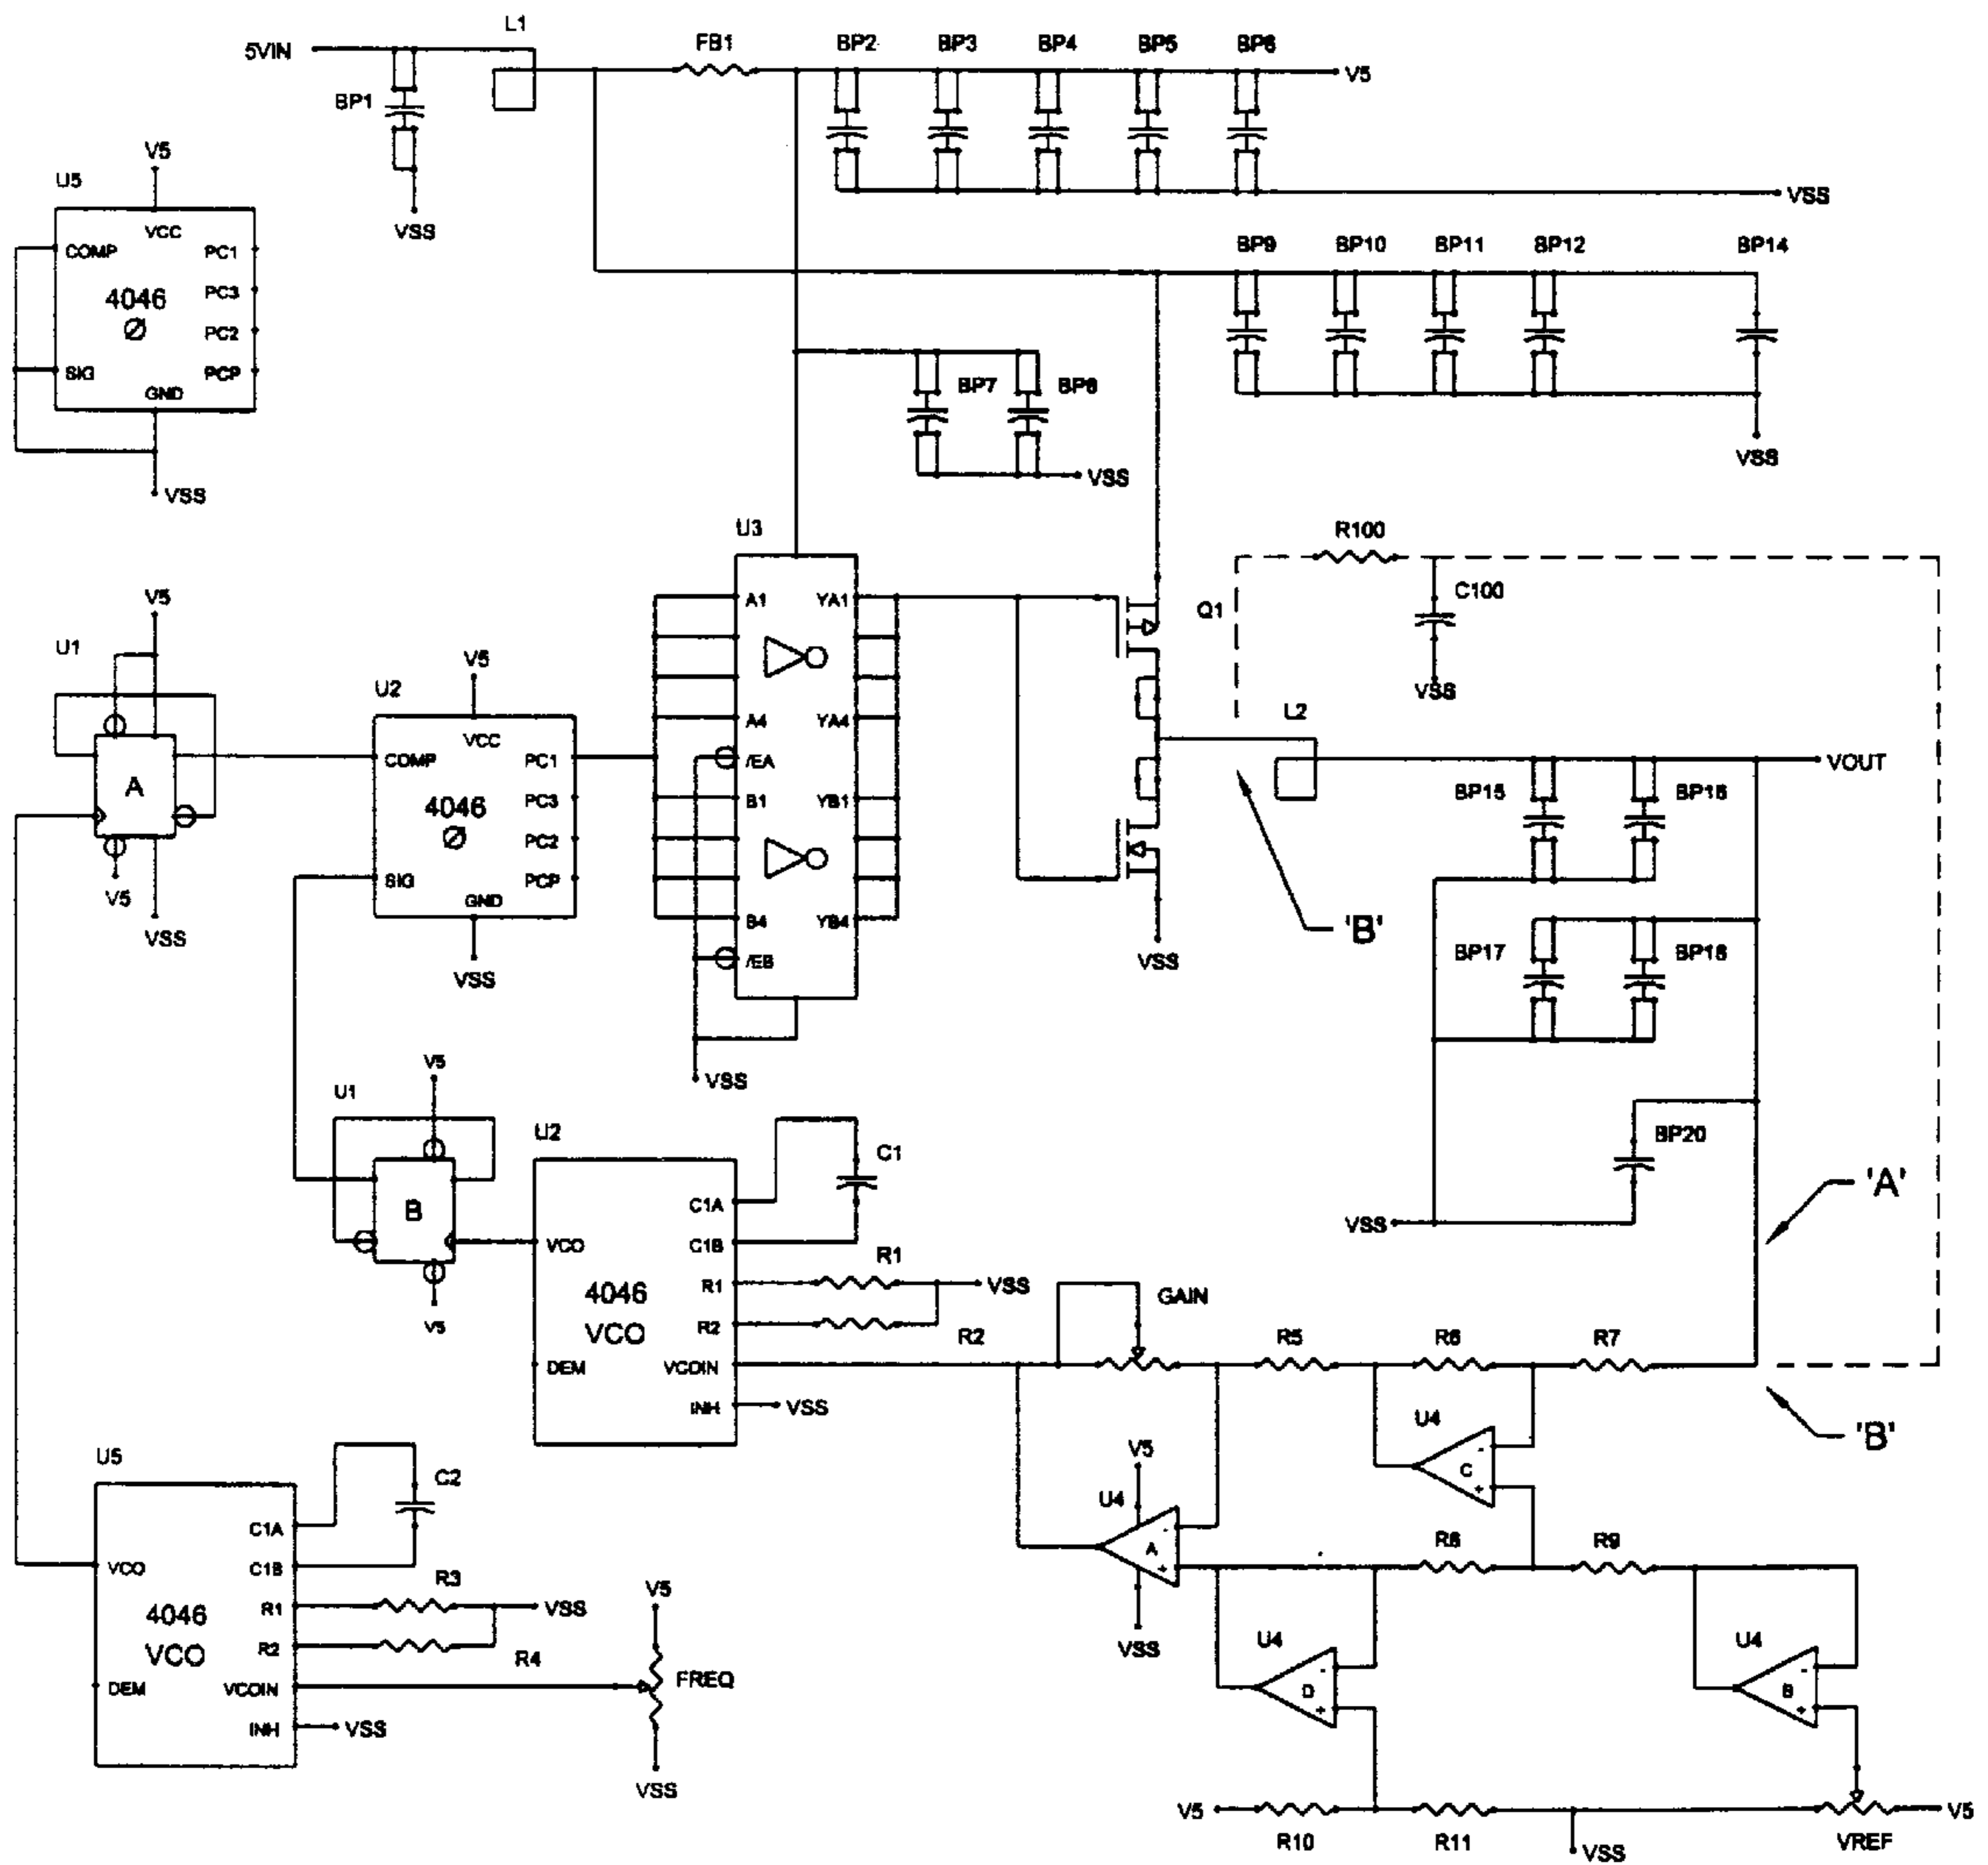 L1
5VIN
FB1
BP2
BP3
BP4
BP5
BP6
V5
BP1
VSS
VSS
V5
U5
VCC
COMP
PC1
4046
PC3
Ø
PC2
SIG
PCP
GND
VSS
BP9
BP10
BP11
BP12
BP14
VSS
BP7
BP8
VSS
U3
A1
YA1
A4
YA4
/EA
B1
YB1
B4
YB4
/EB
VSS
Q1
VSS
R100
C100
VSS
L2
VOUT
'B'
BP15
BP16
BP17
BP18
BP20
VSS
'A'
'B'
V5
U1
A
V5
VSS
V5
U2
VCC
COMP
PC1
4046
PC3
Ø
PC2
SIG
PCP
GND
VSS
V5
U1
B
V5
U2
C1
C1A
VCO
C1B
R1
R1
VSS
4046
VCO
R2
R2
DEM
VCOIN
INH
VSS
GAIN
R5
R6
R7
U4
-
C
+
V5
U4
-
A
+
VSS
R8
R9
U4
-
D
+
U4
-
B
+
V5
R10
R11
VSS
VREF
V5
U5
C2
C1A
VCO
C1B
R3
R1
VSS
4046
VCO
R2
R4
DEM
VCOIN
INH
VSS
V5
FREQ
VSS